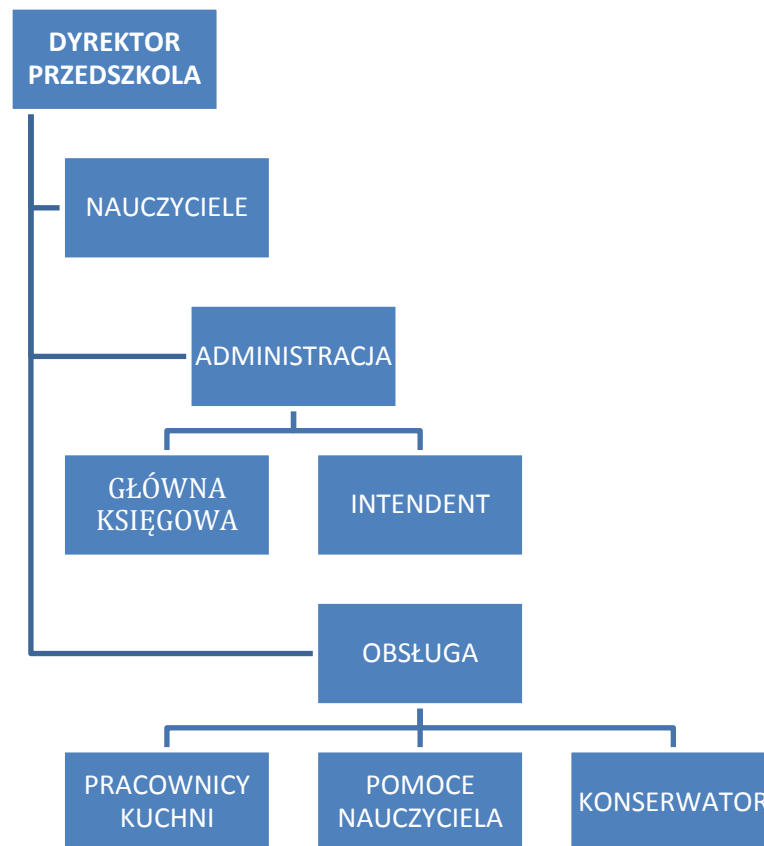 DYREKTOR
PRZEDSZKOLA
NAUCZYCIELE
ADMINISTRACJA
GŁÓWNA
KSIĘGOWA
INTENDENT
OBSŁUGA
PRACOWNICY
KUCHNI
POMOCE
NAUCZYCIELA
KONSERWATOR